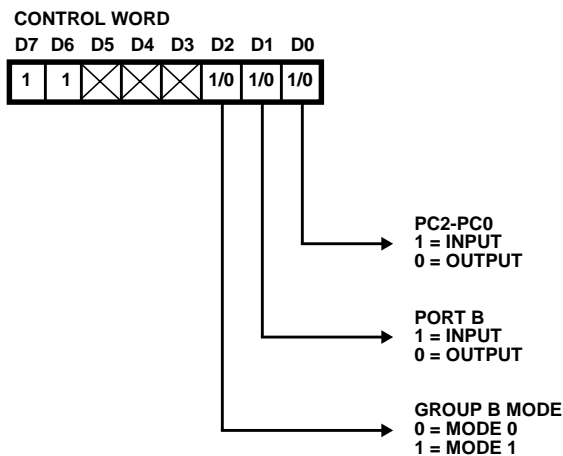 CONTROL WORD
D7 D6 D5 D4 D3 D2 D1 D0
1 1 1/0 1/0 1/0
PC2-PC0
1 = INPUT
0 = OUTPUT
PORT B
1 = INPUT
0 = OUTPUT
GROUP B MODE
0 = MODE 0
1 = MODE 1